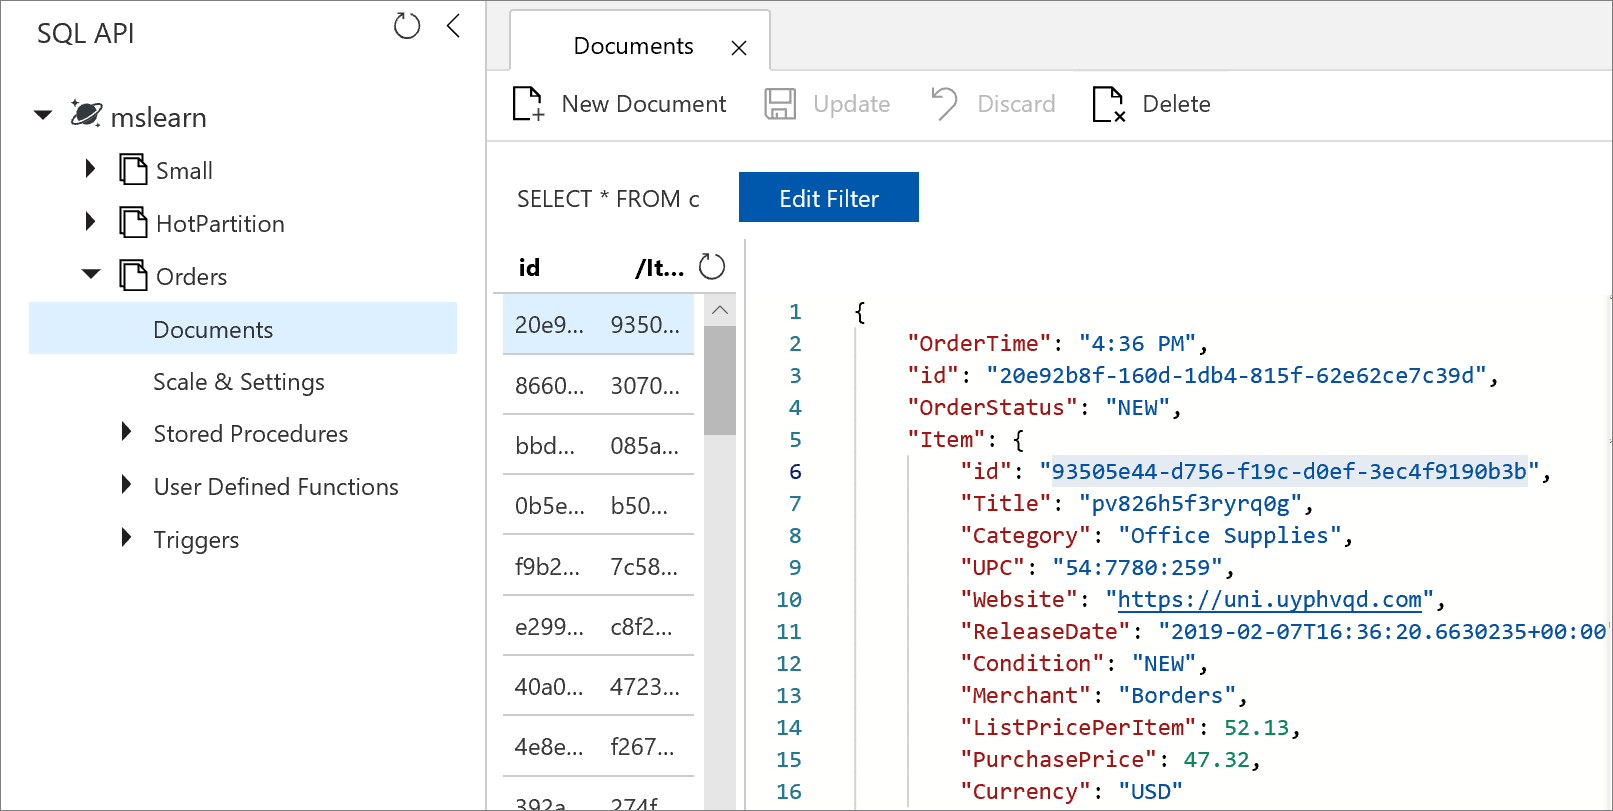 SQL API
mslearn
Small
HotPartition
Orders
Documents
Scale & Settings
Stored Procedures
User Defined Functions
Triggers
Documents
New Document Update Discard Delete
SELECT * FROM c Edit Filter
id /It...
20e9... 9350...
8660... 3070...
bbd... 085a...
0b5e... b50...
f9b2... 7c58...
e299... c8f2...
40a0... 4723...
4e8e... f267...
392a 274f
1 {
2 "OrderTime": "4:36 PM",
3 "id": "20e92b8f-160d-1db4-815f-62e62ce7c39d",
4 "OrderStatus": "NEW",
5 "Item": {
6 "id": "93505e44-d756-f19c-d0ef-3ec4f9190b3b",
7 "Title": "pv826h5f3ryrq0g",
8 "Category": "Office Supplies",
9 "UPC": "54:7780:259",
10 "Website": "https://uni.uyphvqd.com",
11 "ReleaseDate": "2019-02-07T16:36:20.6630235+00:00"
12 "Condition": "NEW",
13 "Merchant": "Borders",
14 "ListPricePerItem": 52.13,
15 "PurchasePrice": 47.32,
16 "Currency": "USD"